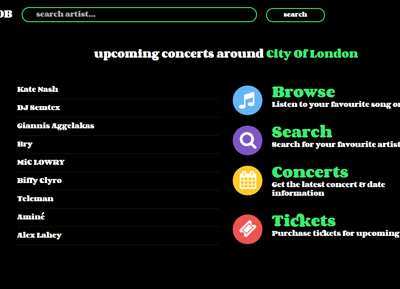 OB search artist... search
upcoming concerts around City Of London
Kate Nash
DJ Semtex
Giannis Aggelakas
Bry
MiC LOWRY
Biffy Clyro
Teleman
Aminé
Alex Lahey
Browse
Listen to your favourite song or
Search
Search for your favourite artist
Concerts
Get the latest concert & date
information
Tickets
Purchase tickets for upcoming